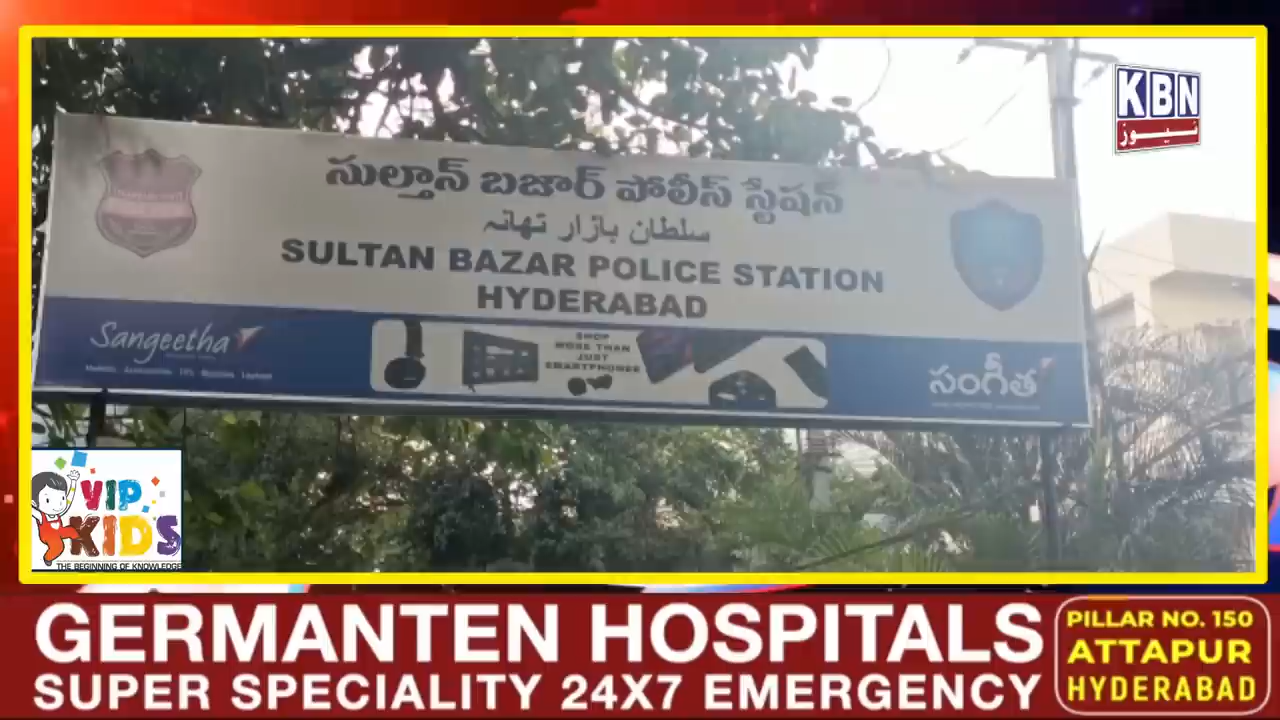 KBN
نیوز
సుల్తాన్ బజార్ పోలీస్ స్టేషన్
سلطان بازار تھانہ
SULTAN BAZAR POLICE STATION
HYDERABAD
Sangeetha
SHOP
MORE THAN
JUST
SMARTPHONES
సంగీత
VIP
KIDS
THE BEGINNING OF KNOWLEDGE
GERMANTEN HOSPITALS
SUPER SPECIALITY 24X7 EMERGENCY
PILLAR NO. 150
ATTAPUR
HYDERABAD